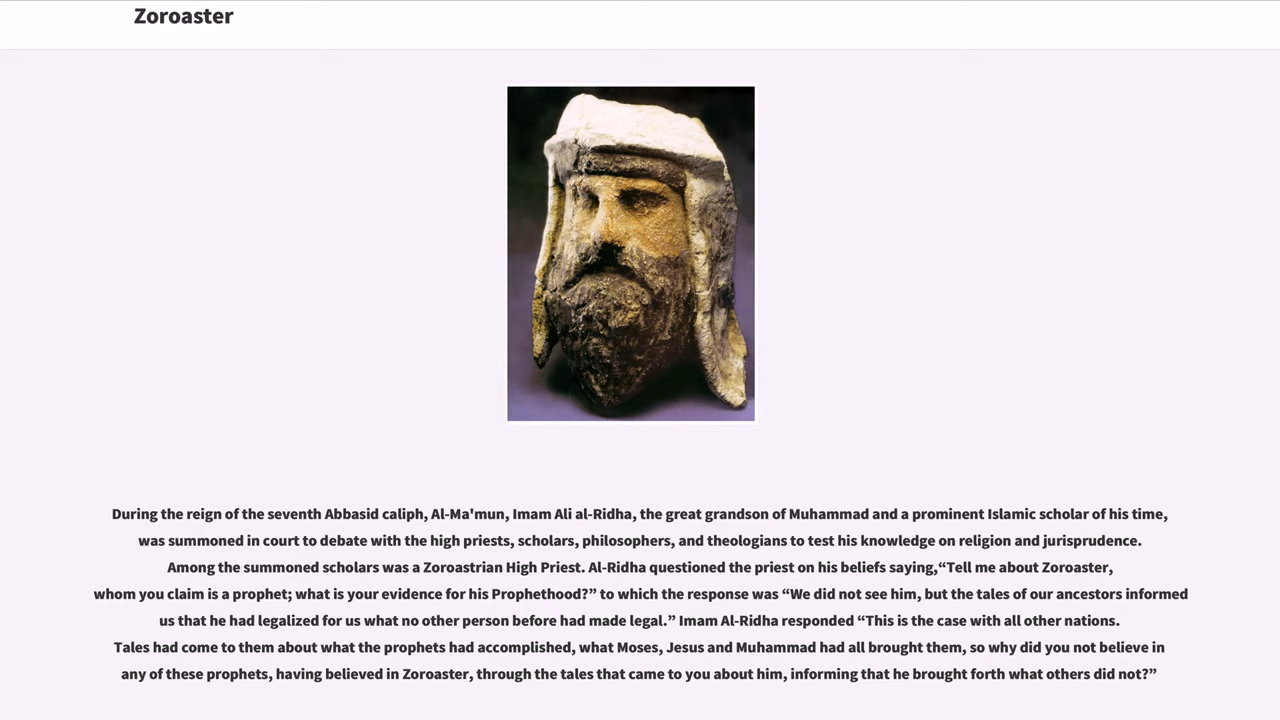 Zoroaster
During the reign of the seventh Abbasid caliph, Al-Ma'mun, Imam Ali al-Ridha, the great grandson of Muhammad and a prominent Islamic scholar of his time,
was summoned in court to debate with the high priests, scholars, philosophers, and theologians to test his knowledge on religion and jurisprudence.
Among the summoned scholars was a Zoroastrian High Priest. Al-Ridha questioned the priest on his beliefs saying,“Tell me about Zoroaster,
whom you claim is a prophet; what is your evidence for his Prophethood?” to which the response was “We did not see him, but the tales of our ancestors informed
us that he had legalized for us what no other person before had made legal.” Imam Al-Ridha responded “This is the case with all other nations.
Tales had come to them about what the prophets had accomplished, what Moses, Jesus and Muhammad had all brought them, so why did you not believe in
any of these prophets, having believed in Zoroaster, through the tales that came to you about him, informing that he brought forth what others did not?”